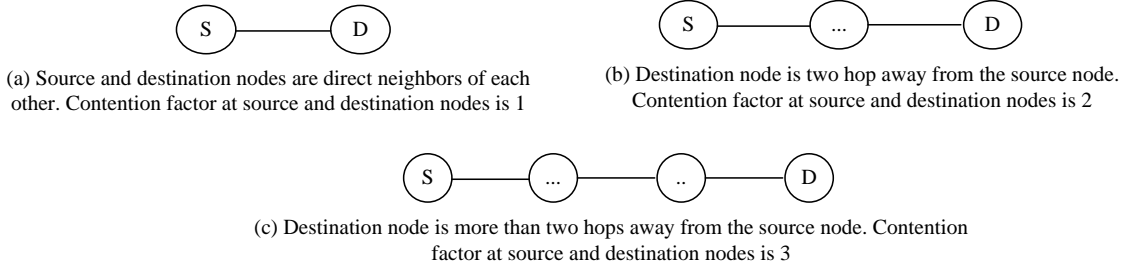 S
D
(a) Source and destination nodes are direct neighbors of each
other. Contention factor at source and destination nodes is 1
S
...
D
(b) Destination node is two hop away from the source node.
Contention factor at source and destination nodes is 2
S
...
..
D
(c) Destination node is more than two hops away from the source node. Contention
factor at source and destination nodes is 3